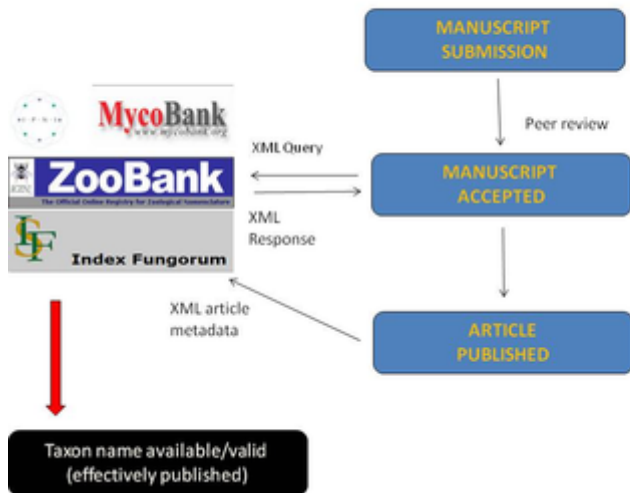 MANUSCRIPT
SUBMISSION
Peer review
MycoBank
www.mycobank.org
XML Query
ZooBank
The Official Online Registry for Zoological Nomenclature
MANUSCRIPT
ACCEPTED
XML
Response
Index Fungorum
XML article
metadata
ARTICLE
PUBLISHED
Taxon name available/valid
(effectively published)